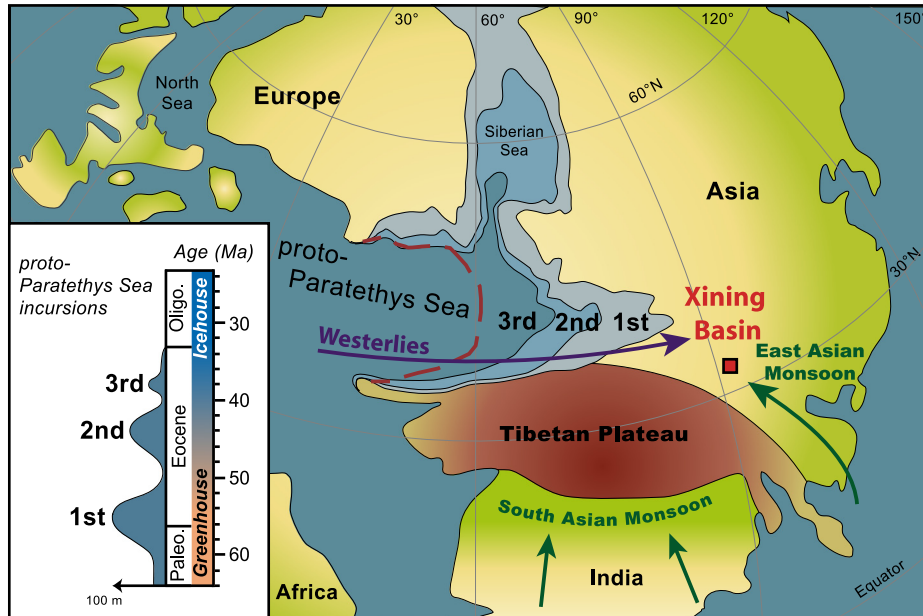 30°
60°
90°
120°
150°
North
Sea
Europe
Siberian
Sea
60°N
Asia
30°N
proto-
Paratethys Sea
3rd
2nd
1st
Westerlies
Xining
Basin
East Asian
Monsoon
Tibetan Plateau
South Asian Monsoon
India
Africa
Equator
proto-
Paratethys Sea
incursions
Age (Ma)
Oligo.
Eocene
Paleo.
Icehouse
Greenhouse
30
40
50
60
3rd
2nd
1st
100 m